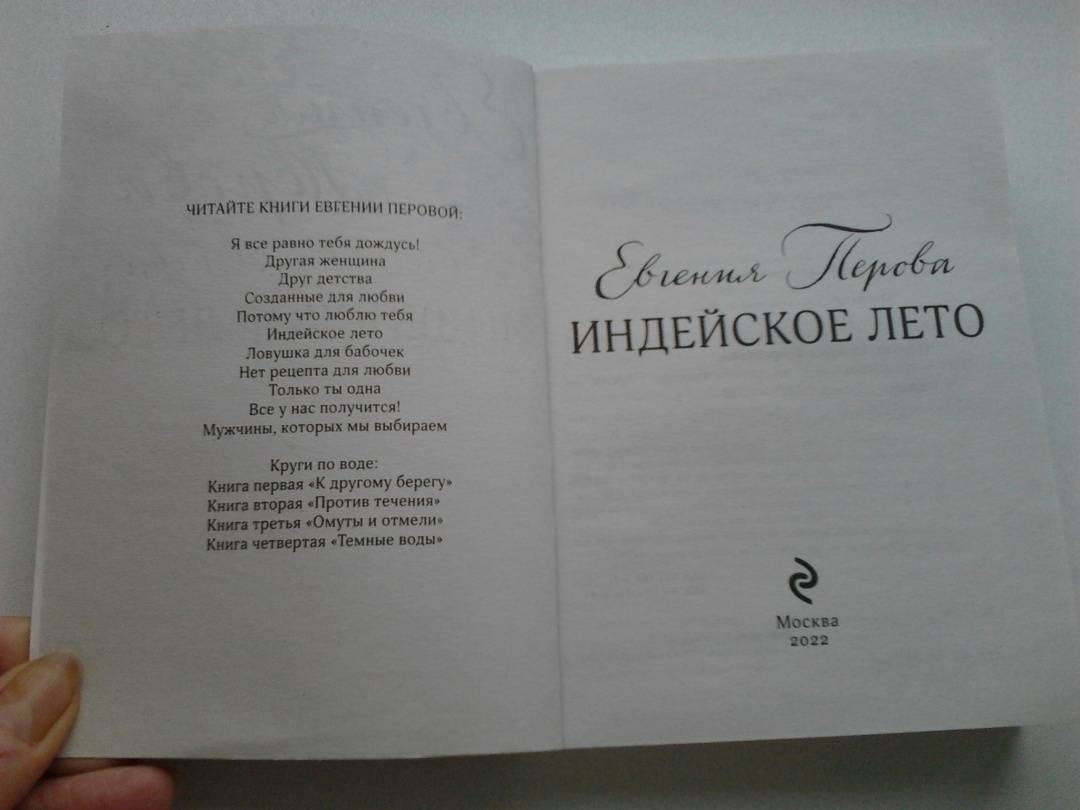 ЧИТАЙТЕ КНИГИ ЕВГЕНИИ ПЕРОВОЙ:
Я все равно тебя дождусь!
Другая женщина
Друг детства
Созданные для любви
Потому что люблю тебя
Индейское лето
Ловушка для бабочек
Нет рецепта для любви
Только ты одна
Все у нас получится!
Мужчины, которых мы выбираем
Круги по воде:
Книга первая «К другому берегу»
Книга вторая «Против течения»
Книга третья «Омуты и отмели»
Книга четвертая «Темные воды»
Евгения Перова
ИНДЕЙСКОЕ ЛЕТО
Москва
2022